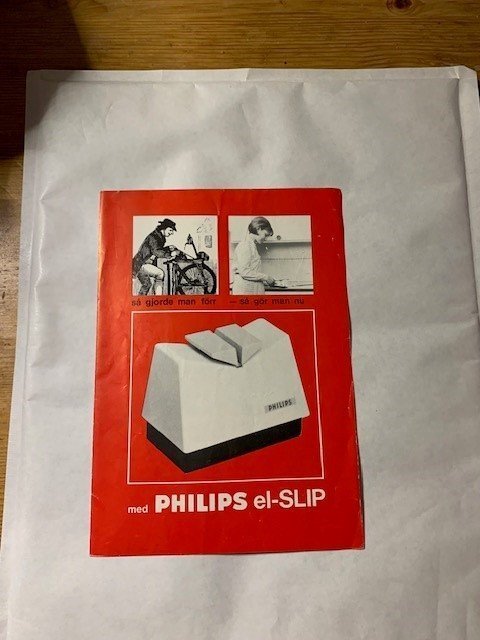 så gjorde man förr
— så gör man nu
PHILIPS
med PHILIPS el-SLIP